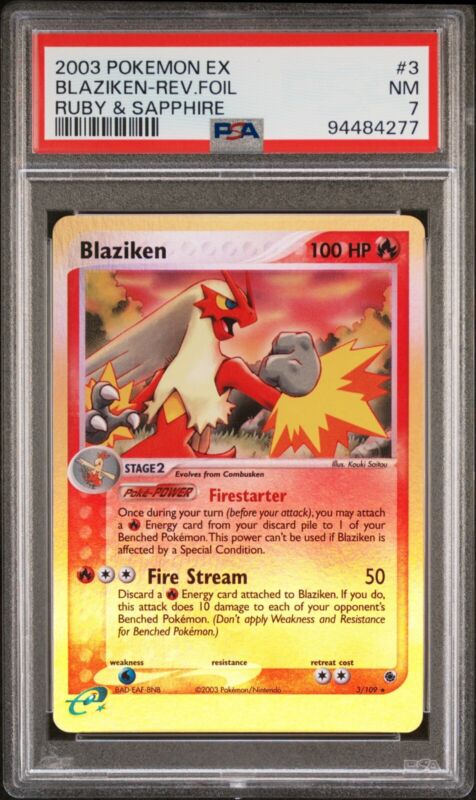 2003 POKEMON EX #3
BLAZIKEN-REV.FOIL NM
RUBY & SAPPHIRE 7
PSA 94484277
Blaziken 100 HP
Illus. Kouki Saitou
STAGE2
Evolves from Combusken
Poké-POWER Firestarter
Once during your turn (before your attack), you may attach
a Energy card from your discard pile to 1 of your
Benched Pokémon. This power can't be used if Blaziken is
affected by a Special Condition.
Fire Stream 50
Discard a Energy card attached to Blaziken. If you do,
this attack does 10 damage to each of your opponent's
Benched Pokémon. (Don't apply Weakness and Resistance
for Benched Pokémon.)
weakness resistance retreat cost
BAD-EAF-8NB ©2003 Pokémon/Nintendo 3/109 ★
e
PSA